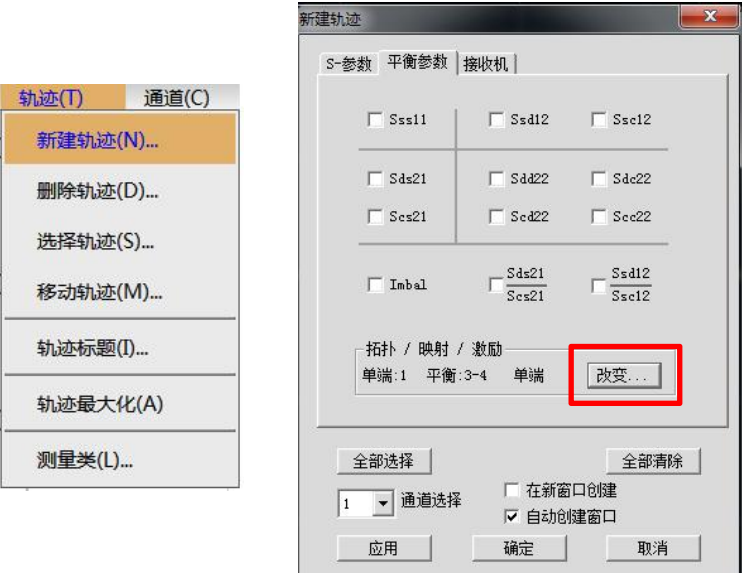 轨迹(T) 通道(C)
新建轨迹(N)...
删除轨迹(D)...
选择轨迹(S)...
移动轨迹(M)...
轨迹标题(I)...
轨迹最大化(A)
测量类(L)...
新建轨迹
S-参数 平衡参数 接收机
Sss11 Ssd12 Ssc12
Sds21 Sdd22 Sdc22
Scs21 Scd22 Scc22
Imbal Sds21 Ssd12
Scs21 Ssc12
拓扑 / 映射 / 激励
单端:1 平衡:3-4 单端 改变...
全部选择 全部清除
1 通道选择 在新窗口创建
自动创建窗口
应用 确定 取消